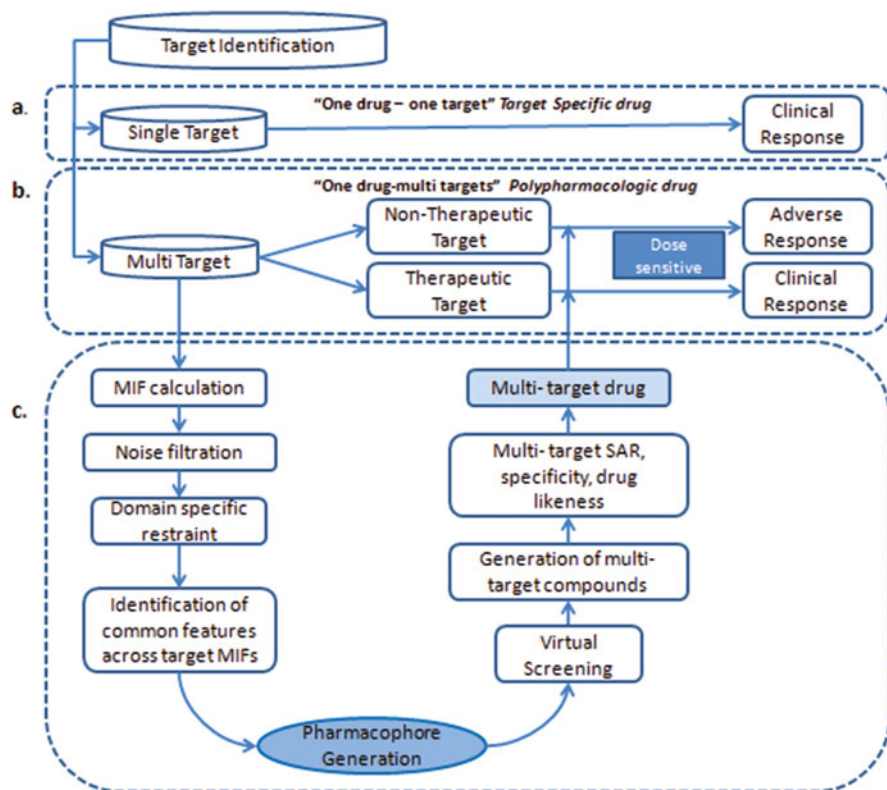 Target Identification
a.
"One drug – one target" Target Specific drug
Single Target
Clinical
Response
b.
"One drug-multi targets" Polypharmacologic drug
Non-Therapeutic
Target
Adverse
Response
Multi Target
Dose
sensitive
Therapeutic
Target
Clinical
Response
c.
MIF calculation
Noise filtration
Domain specific
restraint
Identification of
common features
across target MIFs
Pharmacophore
Generation
Virtual
Screening
Generation of multi-
target compounds
Multi- target SAR,
specificity, drug
likeness
Multi- target drug